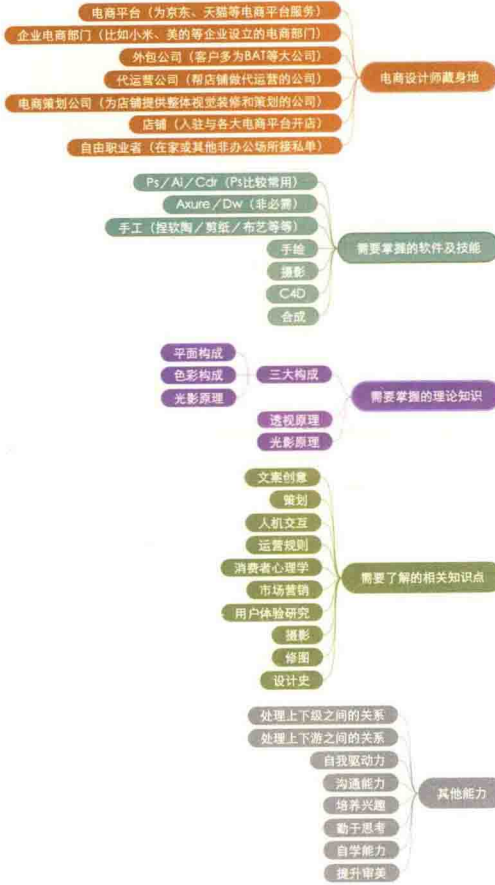 电商平台（为京东、天猫等电商平台服务）
企业电商部门（比如小米、美的等企业设立的电商部门）
外包公司（客户多为BAT等大公司）
代运营公司（帮店铺做代运营的公司）
电商策划公司（为店铺提供整体视觉装修和策划的公司）
店铺（入驻与各大电商平台开店）
自由职业者（在家或其他非办公场所接私单）
电商设计师藏身地
Ps/Ai/Cdr（Ps比较常用）
Axure/Dw（非必需）
手工（捏软陶/剪纸/布艺等等）
手绘
摄影
C4D
合成
需要掌握的软件及技能
平面构成
色彩构成
光影原理
三大构成
透视原理
光影原理
需要掌握的理论知识
文案创意
策划
人机交互
运营规则
消费者心理学
市场营销
用户体验研究
摄影
修图
设计史
需要了解的相关知识点
处理上下级之间的关系
处理上下游之间的关系
自我驱动力
沟通能力
培养兴趣
勤于思考
自学能力
提升审美
其他能力